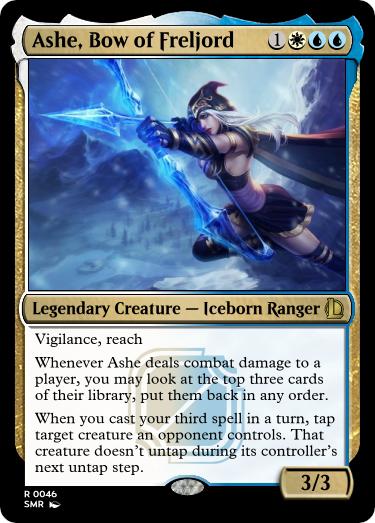 Ashe, Bow of Freljord 1
Legendary Creature — Iceborn Ranger
Vigilance, reach
Whenever Ashe deals combat damage to a
player, you may look at the top three cards
of their library, put them back in any order.
When you cast your third spell in a turn, tap
target creature an opponent controls. That
creature doesn't untap during its controller's
next untap step.
3/3
R 0046
SMR